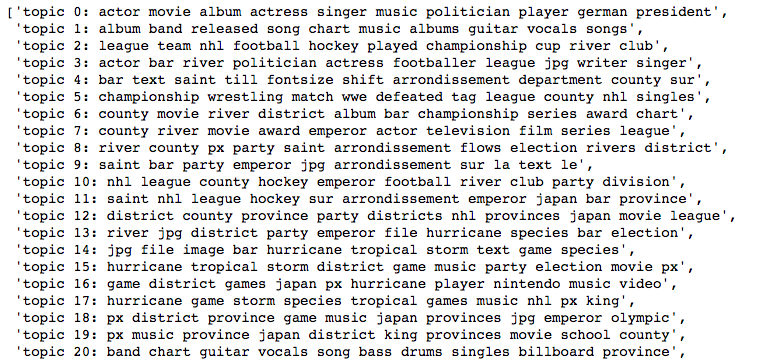 ['topic 0: actor movie album actress singer music politician player german president',
'topic 1: album band released song chart music albums guitar vocals songs',
'topic 2: league team nhl football hockey played championship cup river club',
'topic 3: actor bar river politician actress footballer league jpg writer singer',
'topic 4: bar text saint till fontsize shift arrondissement department county sur',
'topic 5: championship wrestling match wwe defeated tag league county nhl singles',
'topic 6: county movie river district album bar championship series award chart',
'topic 7: county river movie award emperor actor television film series league',
'topic 8: river county px party saint arrondissement flows election rivers district',
'topic 9: saint bar party emperor jpg arrondissement sur la text le',
'topic 10: nhl league county hockey emperor football river club party division',
'topic 11: saint nhl league hockey sur arrondissement emperor japan bar province',
'topic 12: district county province party districts nhl provinces japan movie league',
'topic 13: river jpg district party emperor file hurricane species bar election',
'topic 14: jpg file image bar hurricane tropical storm text game species',
'topic 15: hurricane tropical storm district game music party election movie px',
'topic 16: game district games japan px hurricane player nintendo music video',
'topic 17: hurricane game storm species tropical games music nhl px king',
'topic 18: px district province game music japan provinces jpg emperor olympic',
'topic 19: px music province japan district king provinces movie school county',
'topic 20: band chart guitar vocals song bass drums singles billboard province',